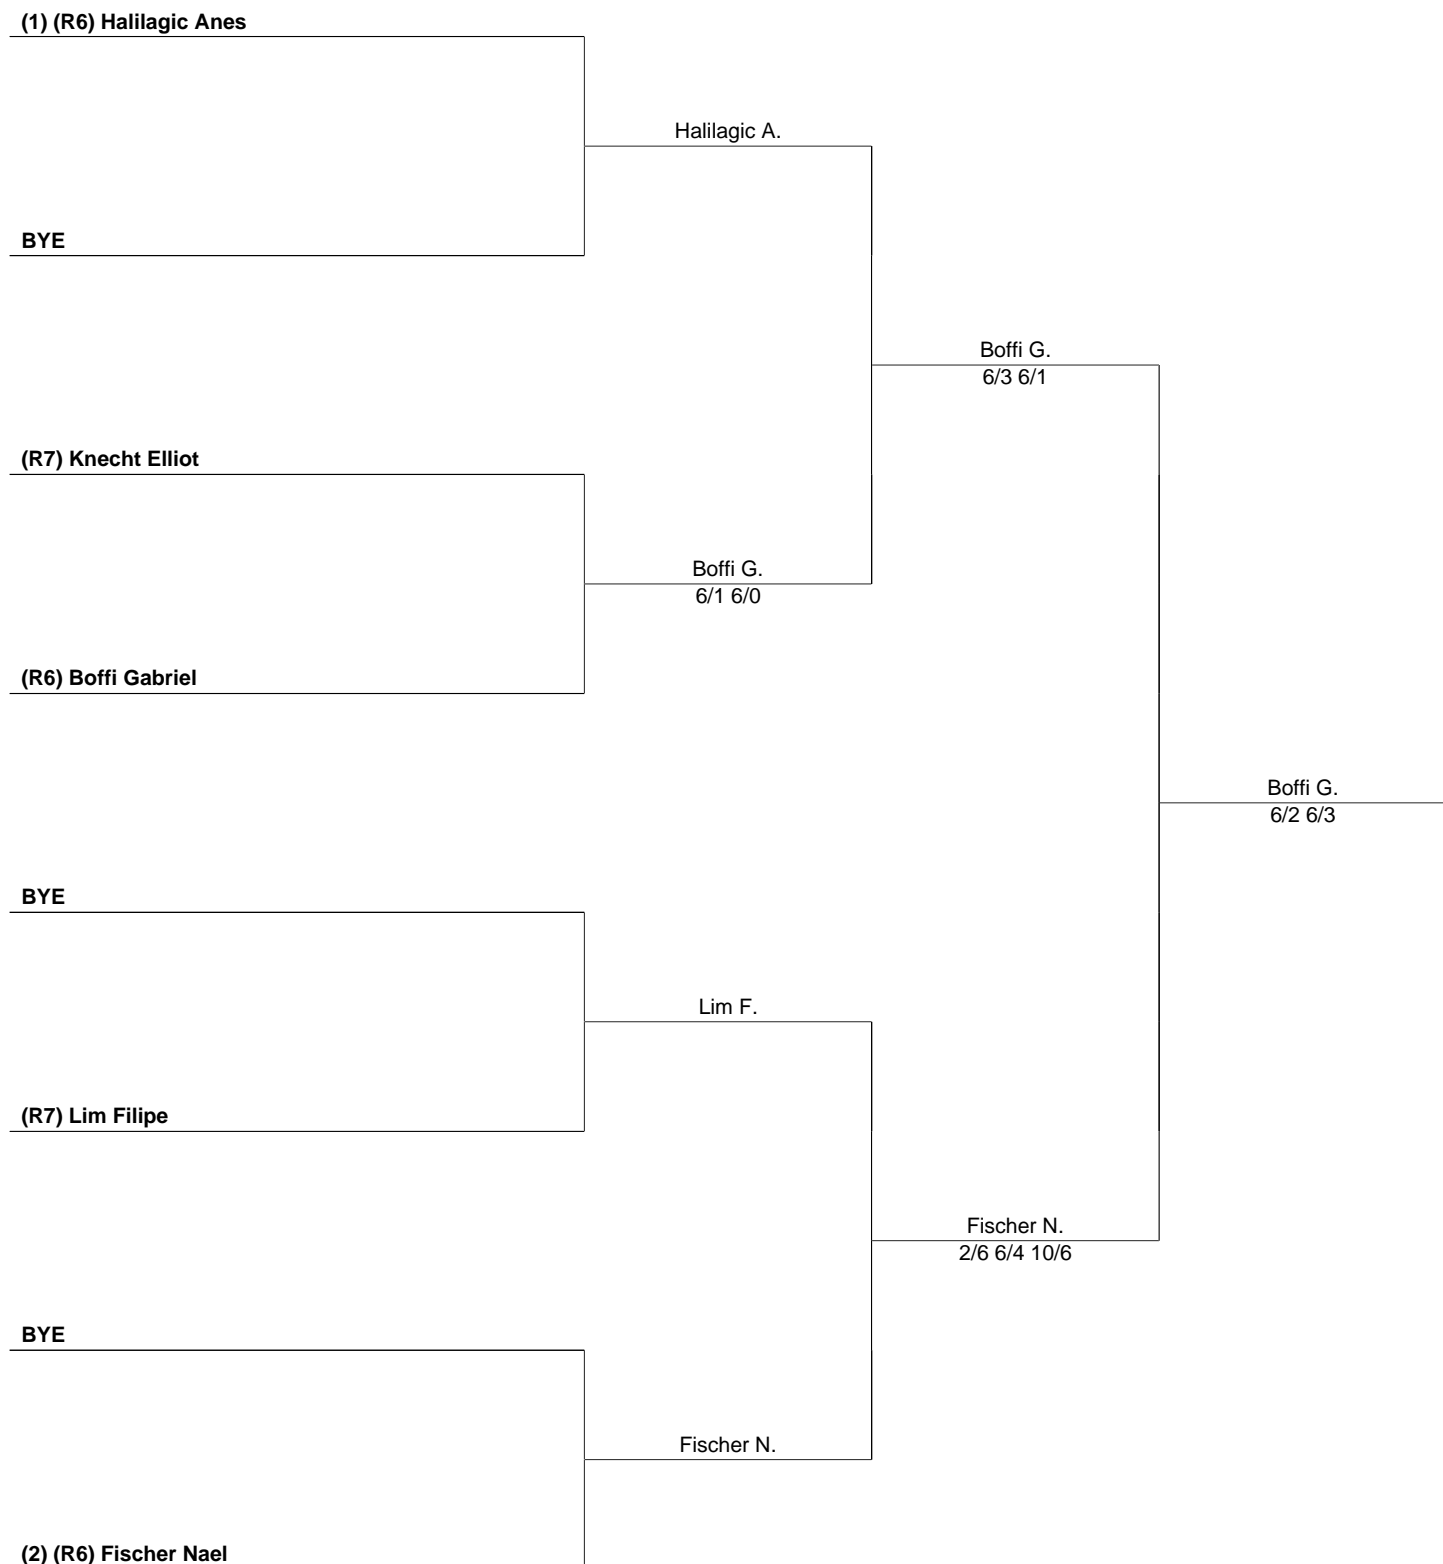 (1) (R6) Halilagic Anes
Halilagic A.
BYE
Boffi G.
6/3 6/1
(R7) Knecht Elliot
Boffi G.
6/1 6/0
(R6) Boffi Gabriel
Boffi G.
6/2 6/3
BYE
Lim F.
(R7) Lim Filipe
Fischer N.
2/6 6/4 10/6
BYE
Fischer N.
(2) (R6) Fischer Nael